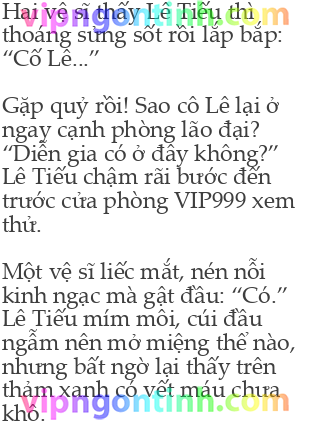 Hai vệ sĩ thấy Lê Tiếu thì
thoáng sửng sốt rồi lắp bắp:
“Cố Lê...”
Gặp quỷ rồi! Sao cô Lê lại ở
ngay cạnh phòng lão đại?
“Diễn gia có ở đây không?”
Lê Tiếu chậm rãi bước đến
trước cửa phòng VIP999 xem
thử.
Một vệ sĩ liếc mắt, nén nỗi
kinh ngạc mà gật đầu: “Có.”
Lê Tiếu mím môi, cúi đầu
ngẫm nên mở miệng thế nào,
nhưng bất ngờ lại thấy trên
thảm xanh có vết máu chưa
khô.
vipngontinh.com
vipngontinh.com